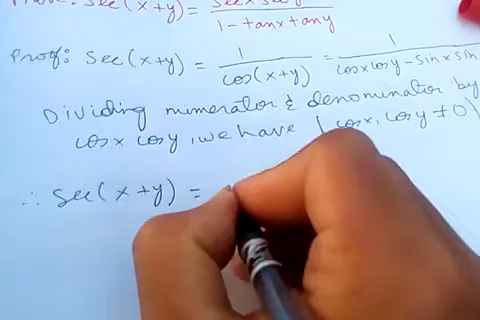 Prove: sec(x+y) = secx secy / 1-tanx tany
Proof: sec(x+y) = 1 / cos(x+y) = 1 / cosx cosy - sinx sin
Dividing numerator & denominator by
cosx cosy, we have (cosx, cosy ≠ 0)
∴ sec(x+y) =